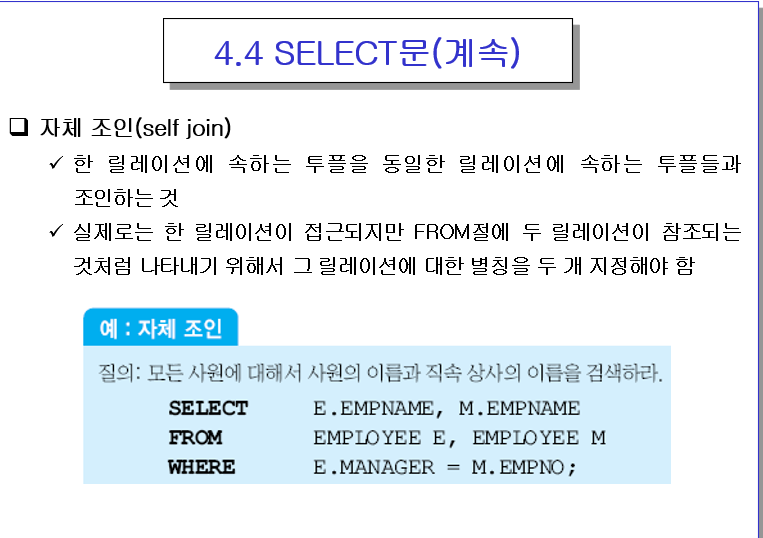 4.4 SELECT문(계속)
❑ 자체 조인(self join)
✓ 한 릴레이션에 속하는 투플을 동일한 릴레이션에 속하는 투플들과
조인하는 것
✓ 실제로는 한 릴레이션이 접근되지만 FROM절에 두 릴레이션이 참조되는
것처럼 나타내기 위해서 그 릴레이션에 대한 별칭을 두 개 지정해야 함
예 : 자체 조인
질의: 모든 사원에 대해서 사원의 이름과 직속 상사의 이름을 검색하라.
SELECT E.EMPNAME, M.EMPNAME
FROM EMPLOYEE E, EMPLOYEE M
WHERE E.MANAGER = M.EMPNO;